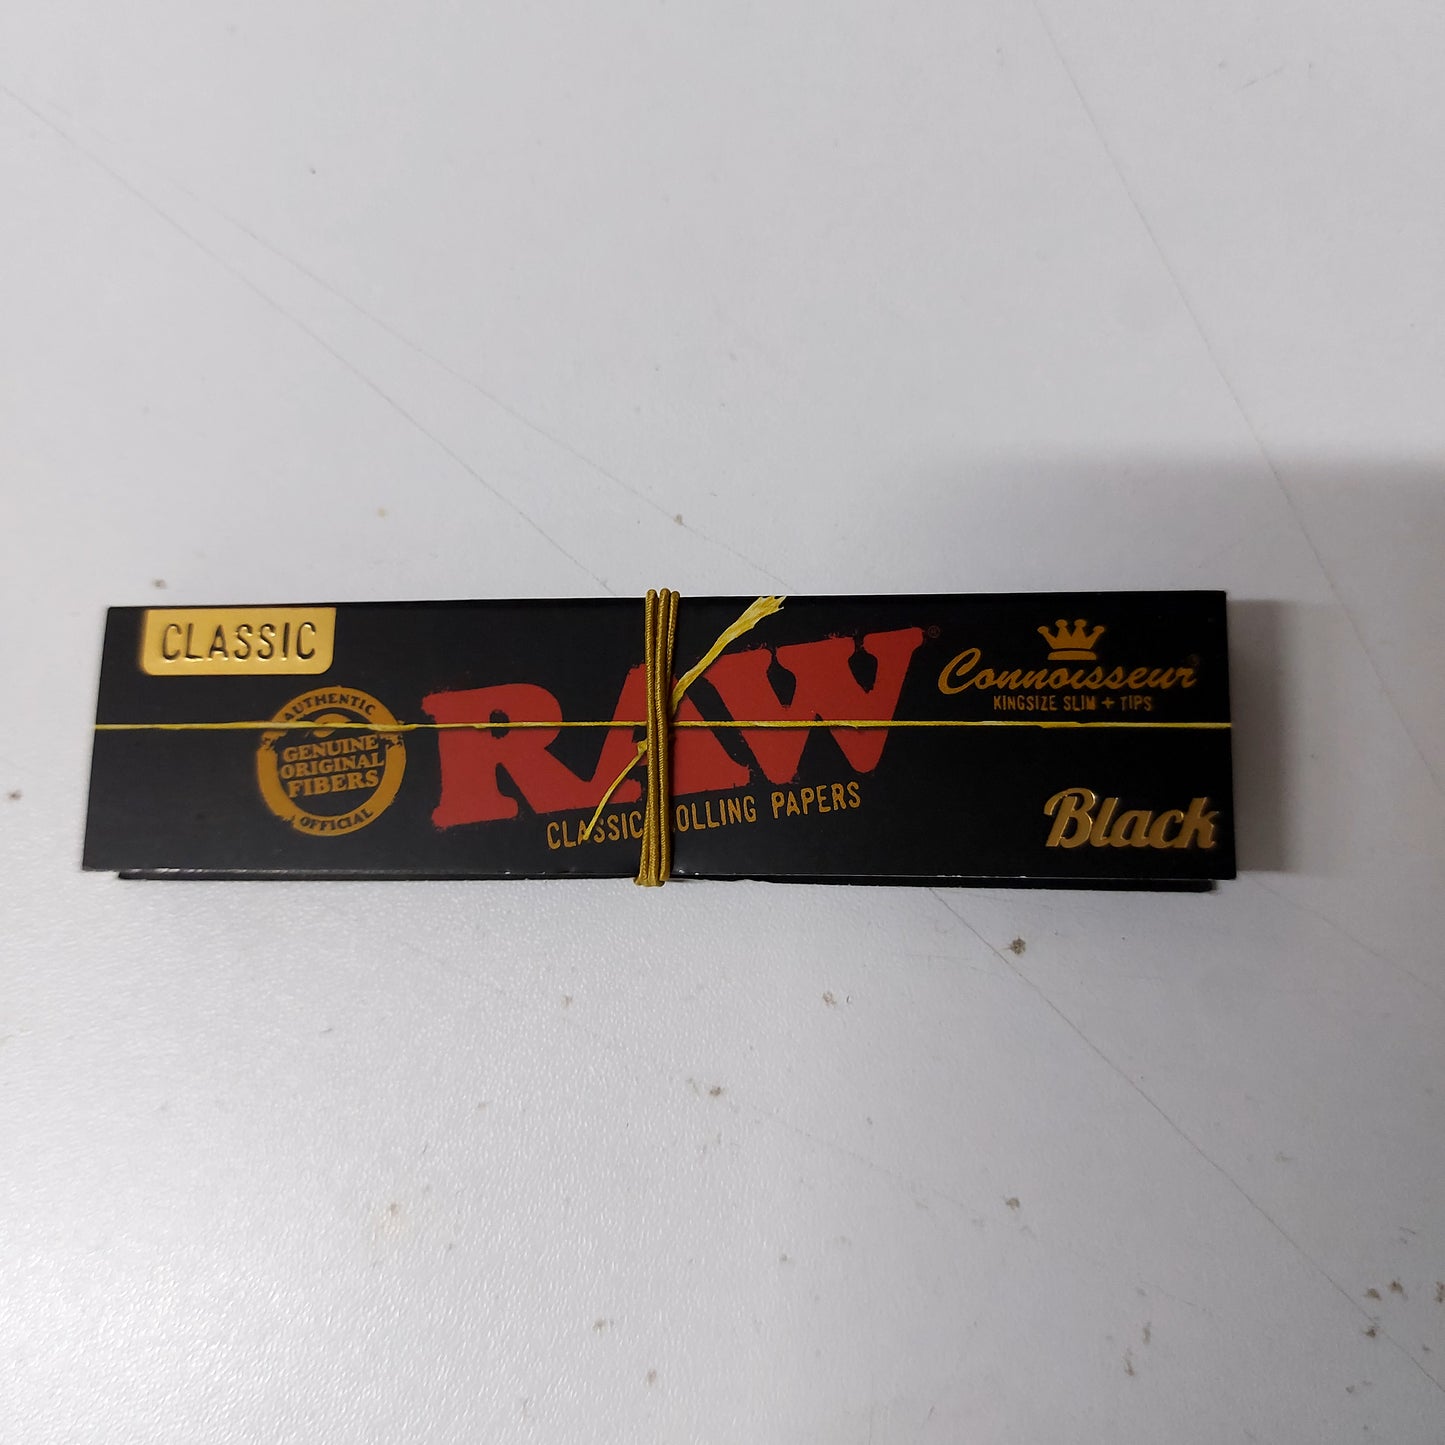 CLASSIC
AUTHENTIC
GENUINE
ORIGINAL
FIBERS
OFFICIAL
RAW®
CLASSIC ROLLING PAPERS
Connoisseur®
KINGSIZE SLIM + TIPS
Black